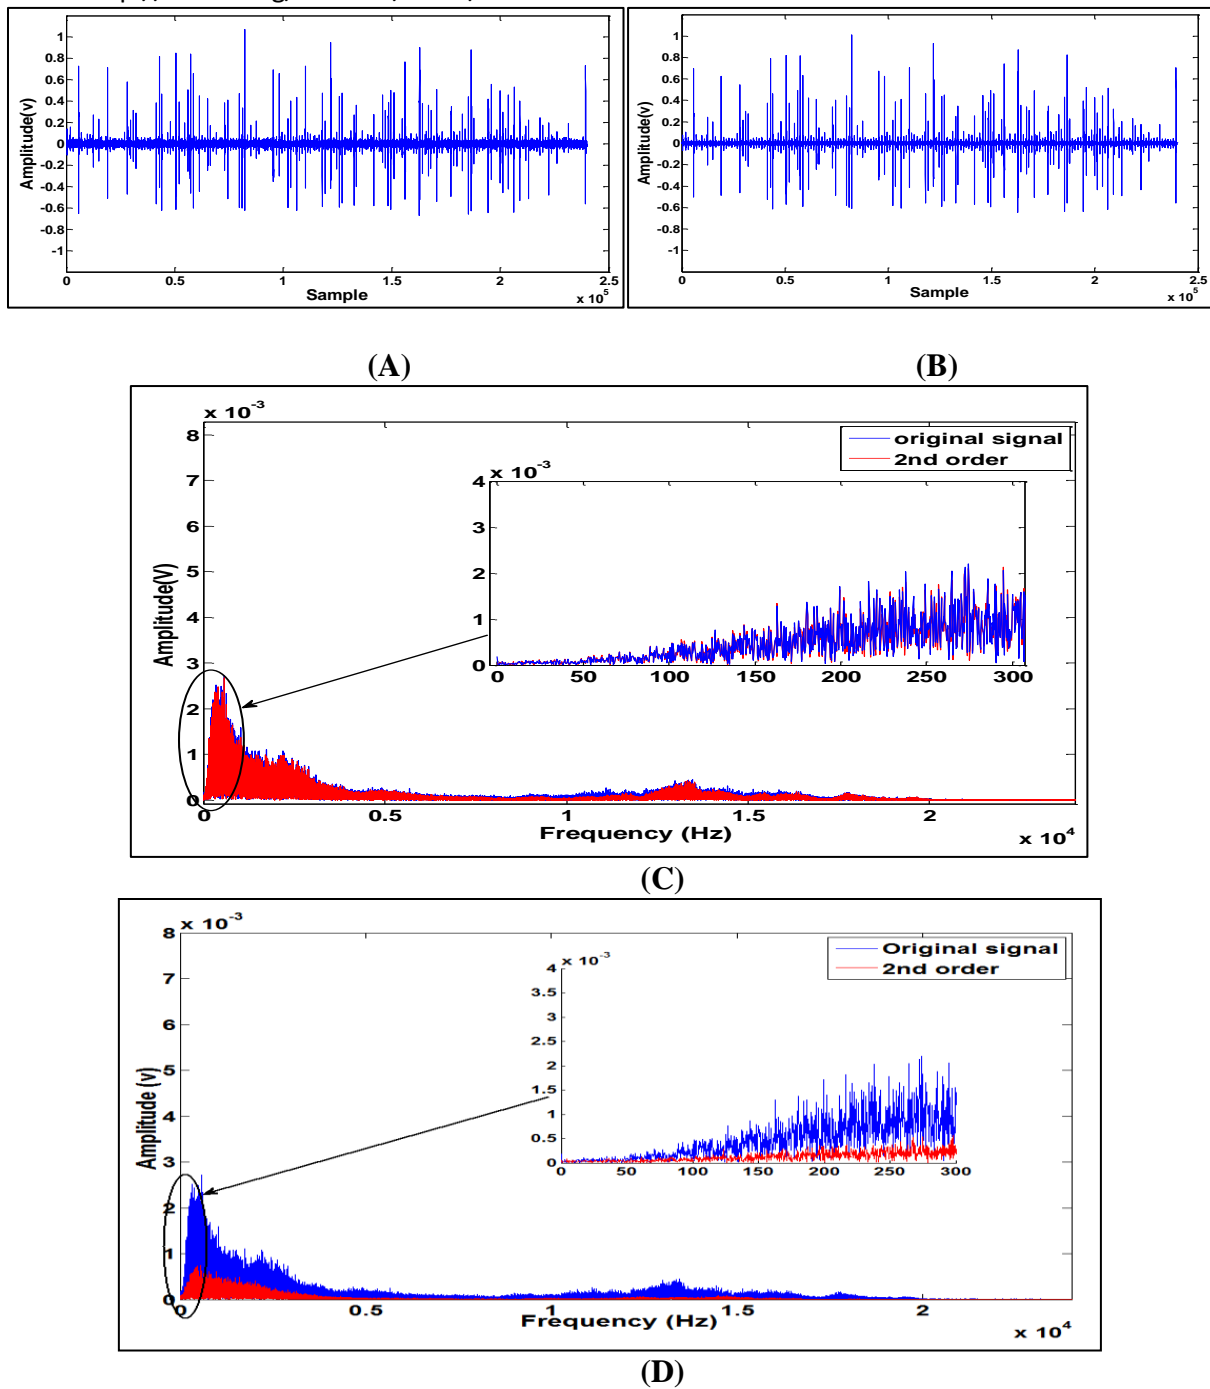 Amplitude(v)
1
0.8
0.6
0.4
0.2
0
-0.2
-0.4
-0.6
-0.8
-1
0 0.5 1 1.5 2 2.5
Sample
x 10^5
Amplitude(v)
1
0.8
0.6
0.4
0.2
0
-0.2
-0.4
-0.6
-0.8
-1
0 0.5 1 1.5 2 2.5
Sample
x 10^5
(A)
(B)
x 10^-3
8
7
6
5
4
3
2
1
0
Amplitude(V)
original signal
2nd order
x 10^-3
4
3
2
1
0
0 50 100 150 200 250 300
0 0.5 1 1.5 2
Frequency (Hz)
x 10^4
(C)
x 10^-3
8
7
6
5
4
3
2
1
0
Amplitude (v)
Original signal
2nd order
x 10^-3
4
3.5
3
2.5
2
1.5
1
0.5
0
0 50 100 150 200 250 300
0 0.5 1 1.5 2
Frequency (Hz)
x 10^4
(D)